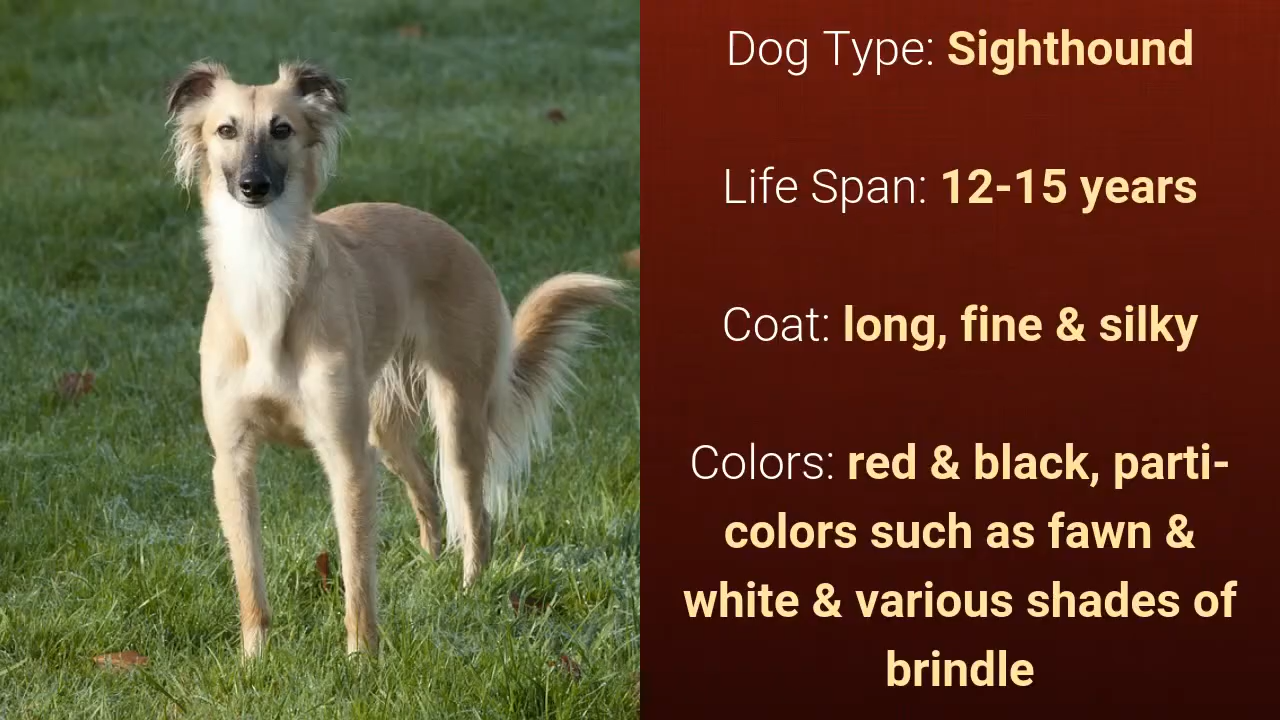 Dog Type: Sighthound
Life Span: 12-15 years
Coat: long, fine & silky
Colors: red & black, parti-
colors such as fawn &
white & various shades of
brindle